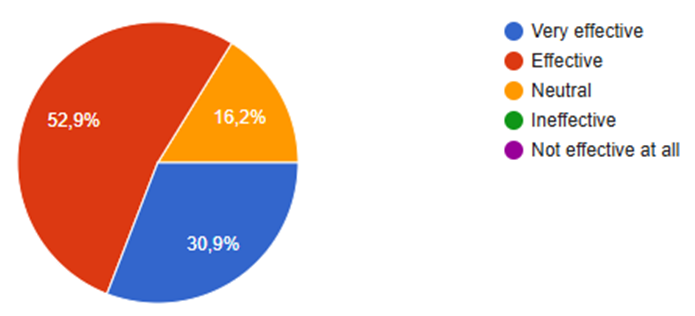 52,9%
16,2%
30,9%
Very effective
Effective
Neutral
Ineffective
Not effective at all